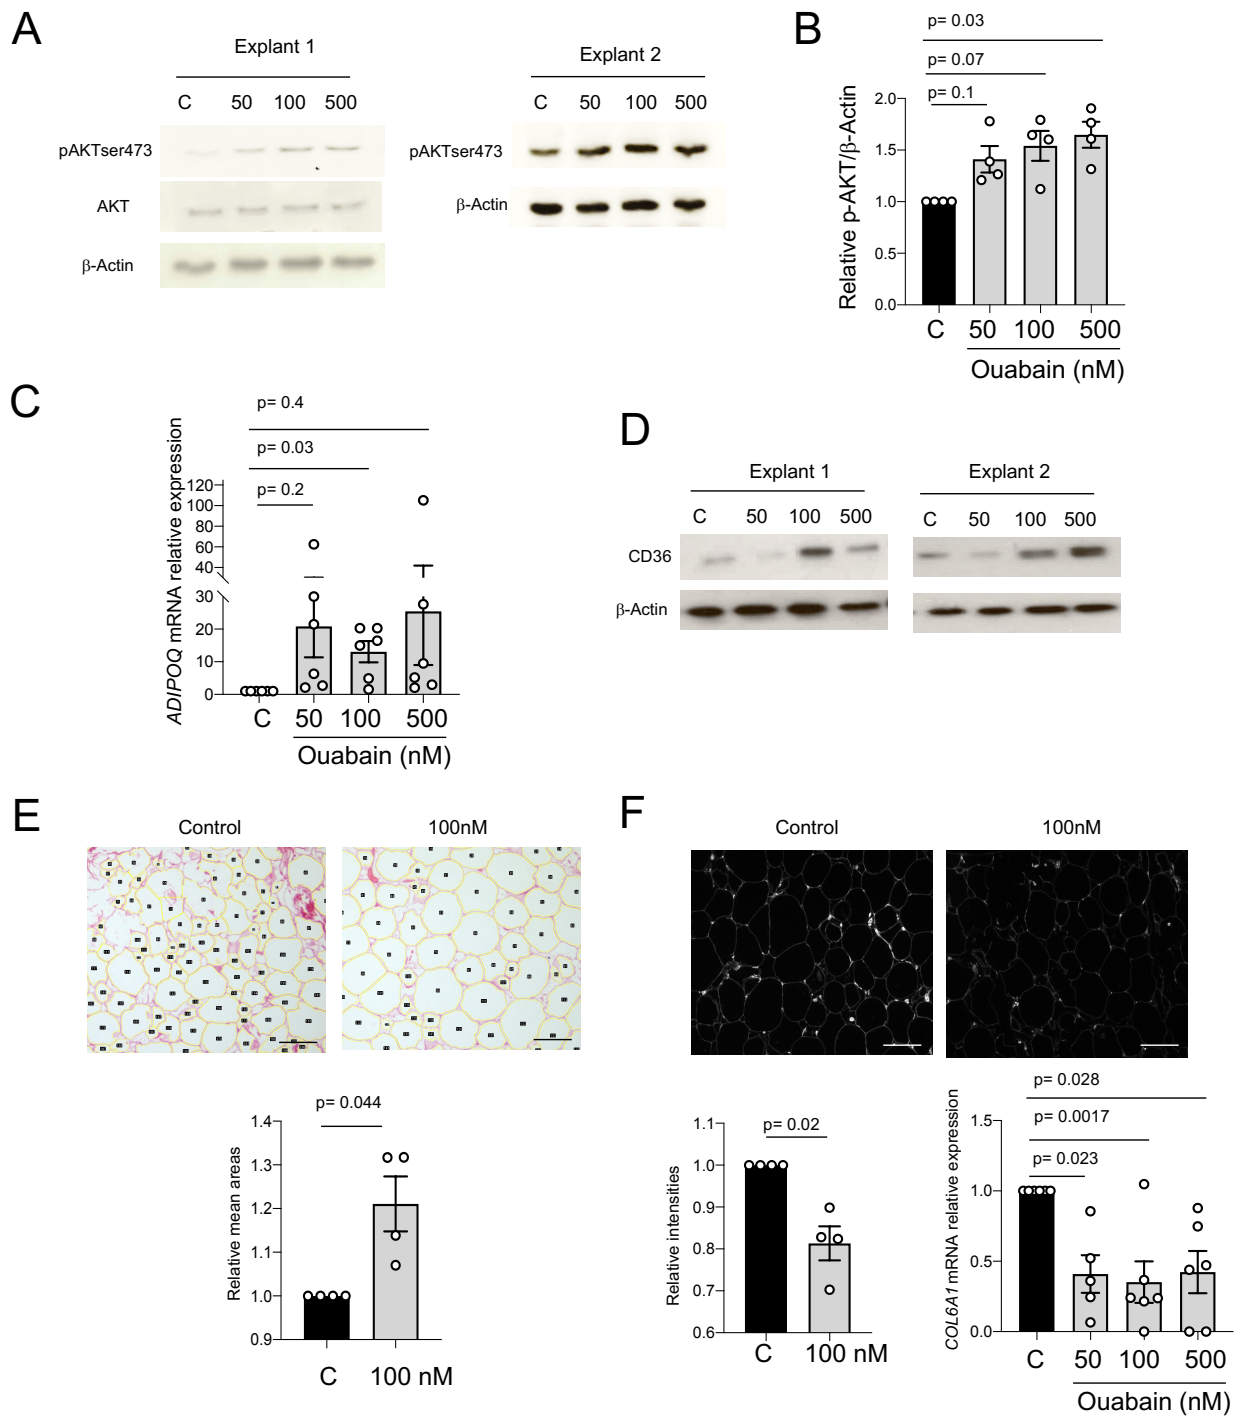 A
Explant 1
C 50 100 500
pAKTser473
AKT
β-Actin
Explant 2
C 50 100 500
pAKTser473
β-Actin
B
p= 0.03
p= 0.07
p= 0.1
Relative p-AKT/β-Actin
2.0
1.5
1.0
0.5
0.0
C 50 100 500
Ouabain (nM)
C
p= 0.4
p= 0.03
p= 0.2
ADIPOQ mRNA relative expression
120
100
80
60
40
30
20
10
0
C 50 100 500
Ouabain (nM)
D
Explant 1
C 50 100 500
CD36
β-Actin
Explant 2
C 50 100 500
E
Control 100nM
p= 0.044
Relative mean areas
1.4
1.3
1.2
1.1
1.0
0.9
C 100 nM
F
Control 100nM
p= 0.02
Relative intensities
1.1
1.0
0.9
0.8
0.7
0.6
C 100 nM
p= 0.028
p= 0.0017
p= 0.023
COL6A1 mRNA relative expression
1.5
1.0
0.5
0.0
C 50 100 500
Ouabain (nM)